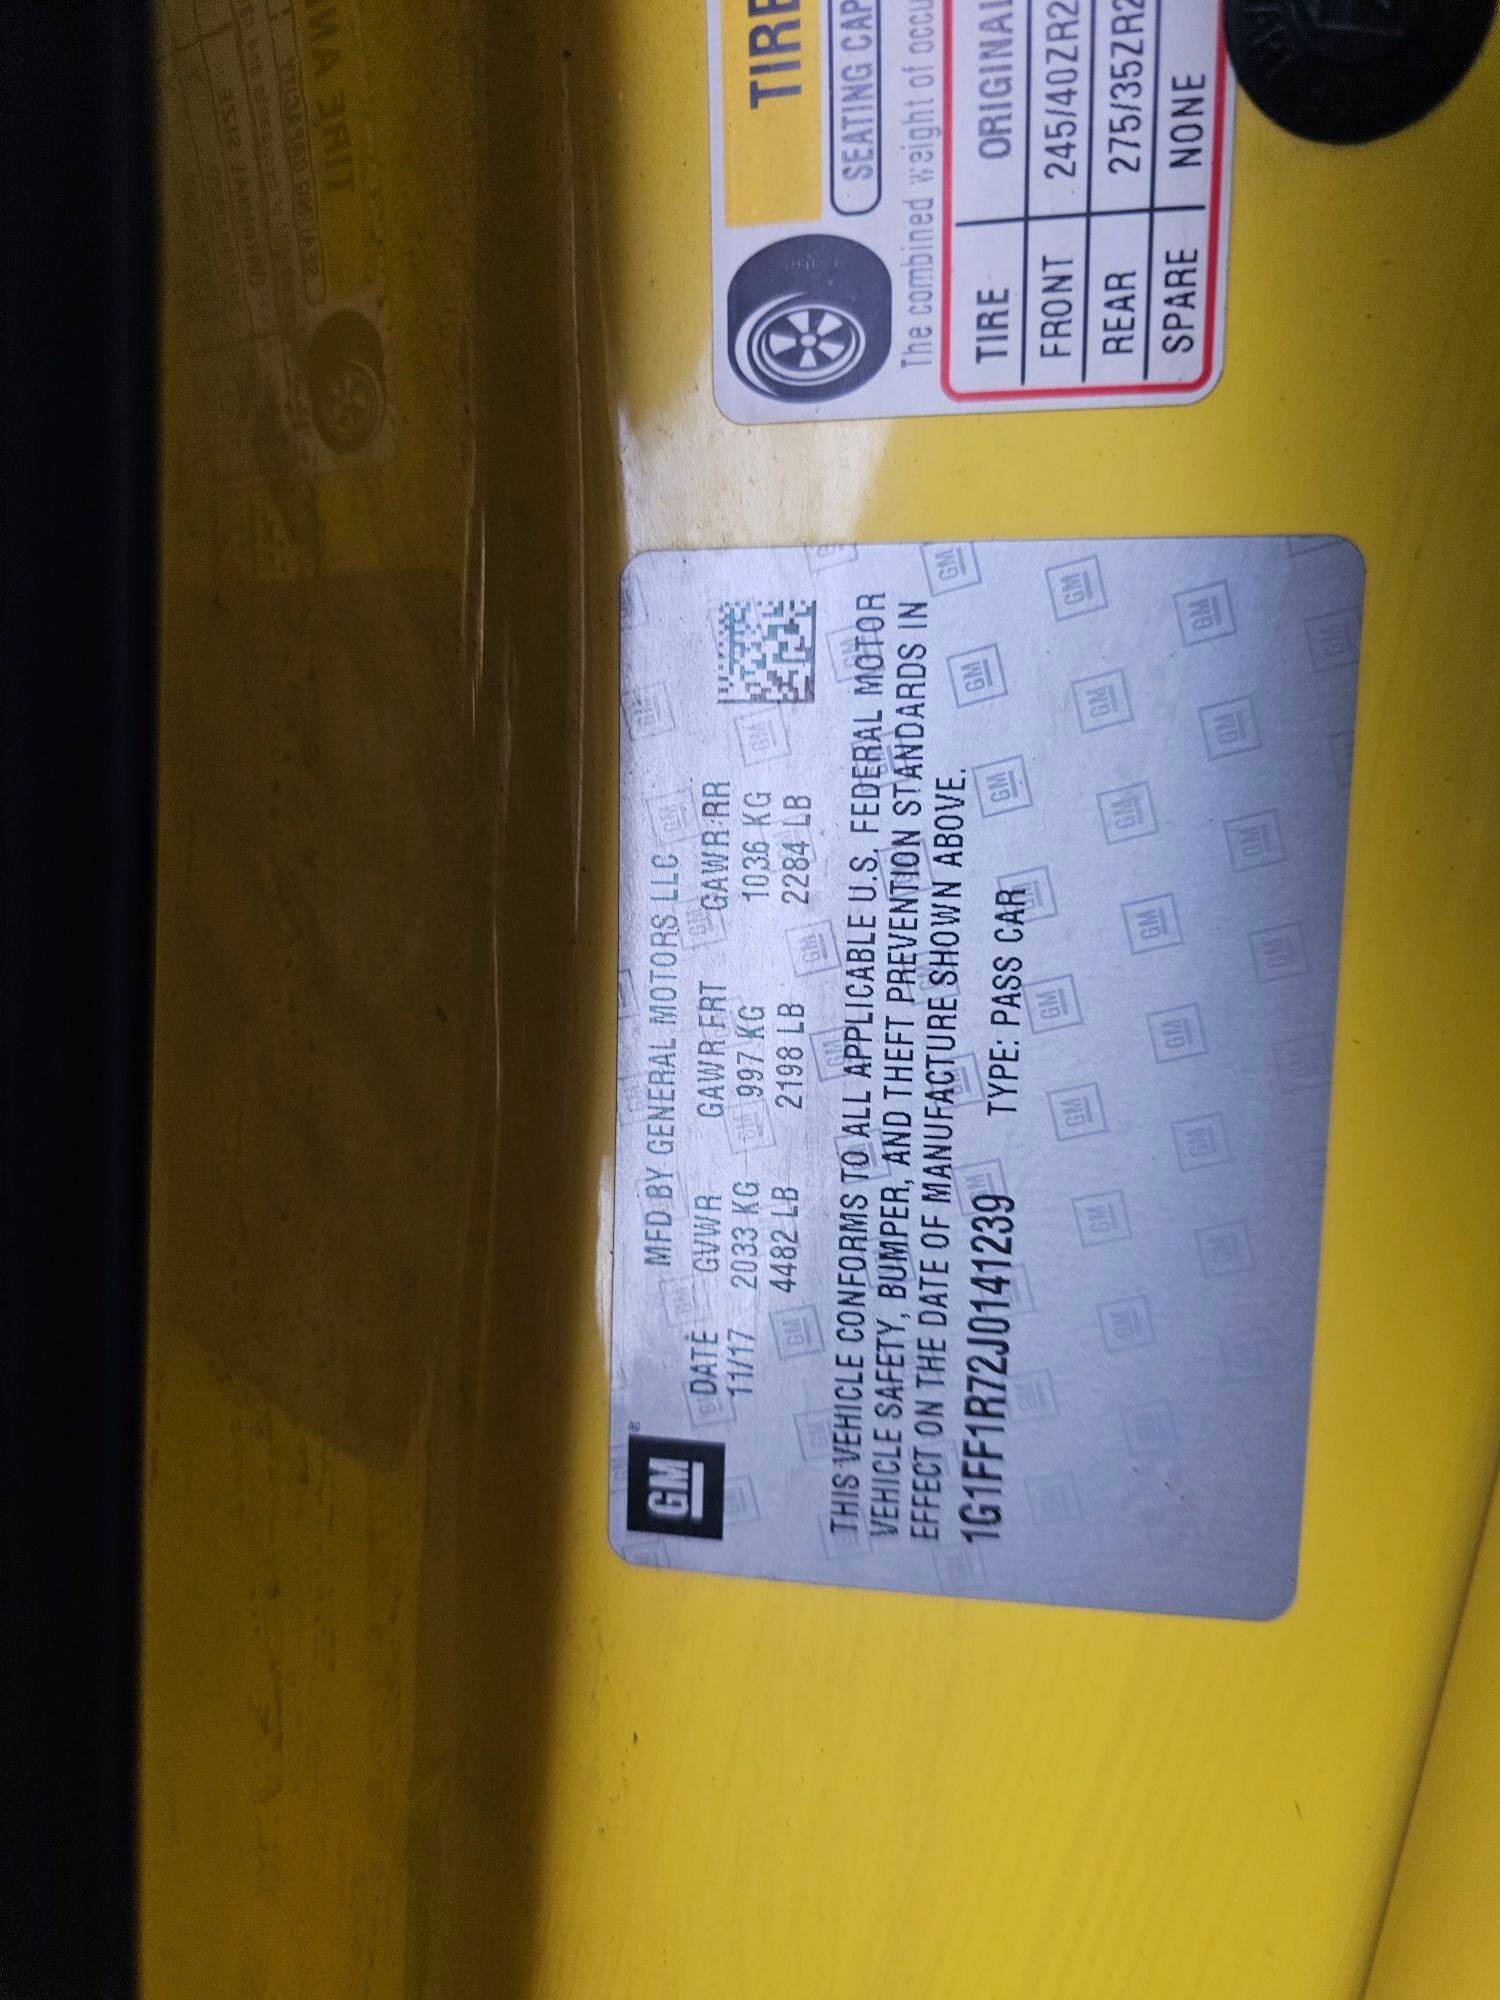 GM
MFD BY GENERAL MOTORS LLC
DATE GVWR GAWR FRT GAWR RR
11/17 2033 KG 997 KG 1036 KG
4482 LB 2198 LB 2284 LB
THIS VEHICLE CONFORMS TO ALL APPLICABLE U.S. FEDERAL MOTOR
VEHICLE SAFETY, BUMPER, AND THEFT PREVENTION STANDARDS IN
EFFECT ON THE DATE OF MANUFACTURE SHOWN ABOVE.
1G1FF1R72J0141239 TYPE: PASS CAR
TIRE
SEATING CAP
The combined weight of occu
TIRE ORIGINAL
FRONT 245/40ZR2
REAR 275/35ZR2
SPARE NONE